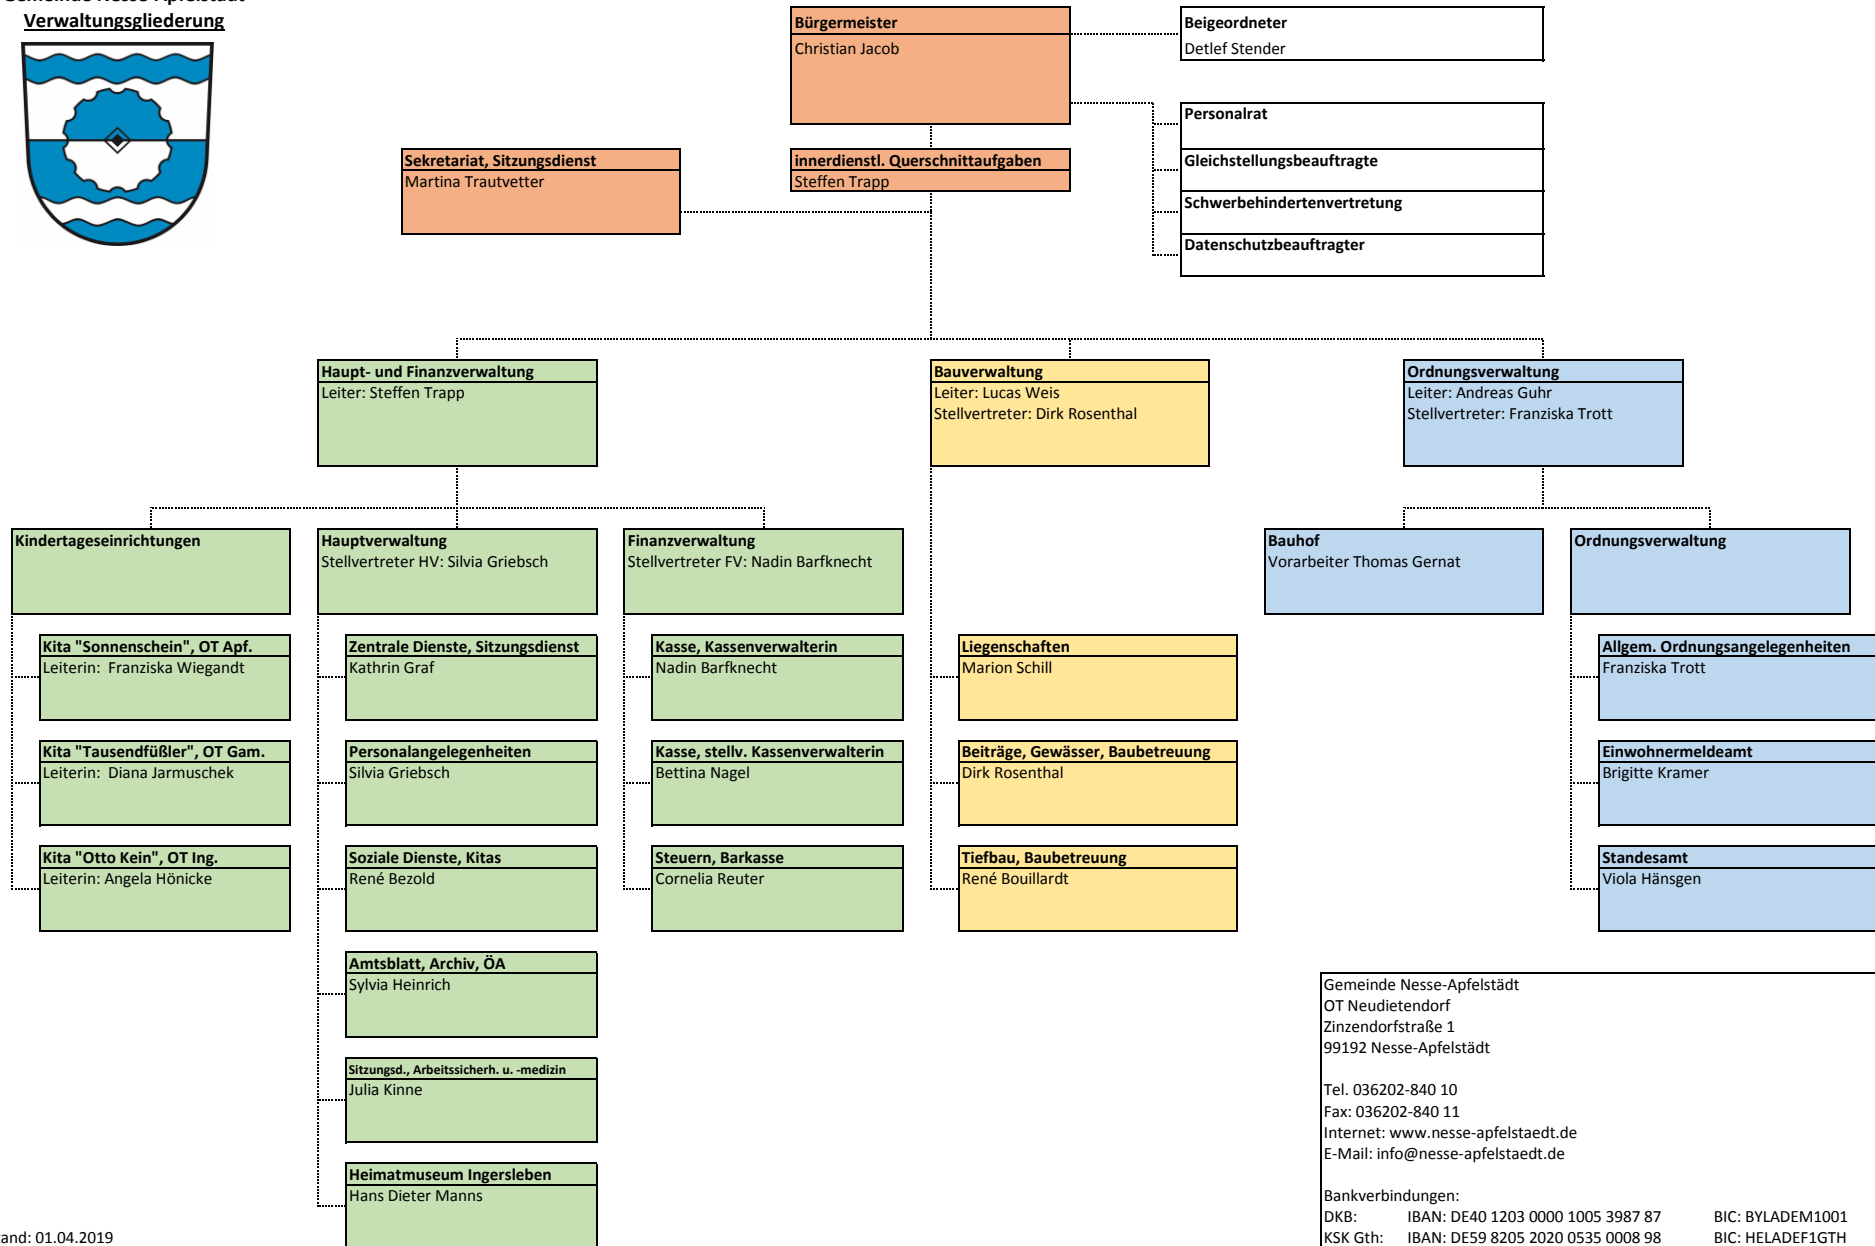 Gemeinde Nesse-Apfelstädt
Verwaltungsgliederung
Bürgermeister
Christian Jacob
Beigeordneter
Detlef Stender
Personalrat
Gleichstellungsbeauftragte
Schwerbehindertenvertretung
Datenschutzbeauftragter
Sekretariat, Sitzungsdienst
Martina Trautvetter
innerdienstl. Querschnittaufgaben
Steffen Trapp
Haupt- und Finanzverwaltung
Leiter: Steffen Trapp
Bauverwaltung
Leiter: Lucas Weis
Stellvertreter: Dirk Rosenthal
Ordnungsverwaltung
Leiter: Andreas Guhr
Stellvertreter: Franziska Trott
Kindertageseinrichtungen
Hauptverwaltung
Stellvertreter HV: Silvia Griebsch
Finanzverwaltung
Stellvertreter FV: Nadin Barfknecht
Bauhof
Vorarbeiter Thomas Gernat
Ordnungsverwaltung
Kita "Sonnenschein", OT Apf.
Leiterin: Franziska Wiegandt
Kita "Tausendfüßler", OT Gam.
Leiterin: Diana Jarmuschek
Kita "Otto Kein", OT Ing.
Leiterin: Angela Hönicke
Zentrale Dienste, Sitzungsdienst
Kathrin Graf
Personalangelegenheiten
Silvia Griebsch
Soziale Dienste, Kitas
René Bezold
Amtsblatt, Archiv, ÖA
Sylvia Heinrich
Sitzungsd., Arbeitssicherh. u. -medizin
Julia Kinne
Heimatmuseum Ingersleben
Hans Dieter Manns
Kasse, Kassenverwalterin
Nadin Barfknecht
Kasse, stellv. Kassenverwalterin
Bettina Nagel
Steuern, Barkasse
Cornelia Reuter
Liegenschaften
Marion Schill
Beiträge, Gewässer, Baubetreuung
Dirk Rosenthal
Tiefbau, Baubetreuung
René Bouillardt
Allgem. Ordnungsangelegenheiten
Franziska Trott
Einwohnermeldeamt
Brigitte Kramer
Standesamt
Viola Hänsgen
Gemeinde Nesse-Apfelstädt
OT Neudietendorf
Zinzendorfstraße 1
99192 Nesse-Apfelstädt
Tel. 036202-840 10
Fax: 036202-840 11
Internet: www.nesse-apfelstaedt.de
E-Mail: info@nesse-apfelstaedt.de
Bankverbindungen:
DKB: IBAN: DE40 1203 0000 1005 3987 87 BIC: BYLADEM1001
KSK Gth: IBAN: DE59 8205 2020 0535 0008 98 BIC: HELADEF1GTH
and: 01.04.2019